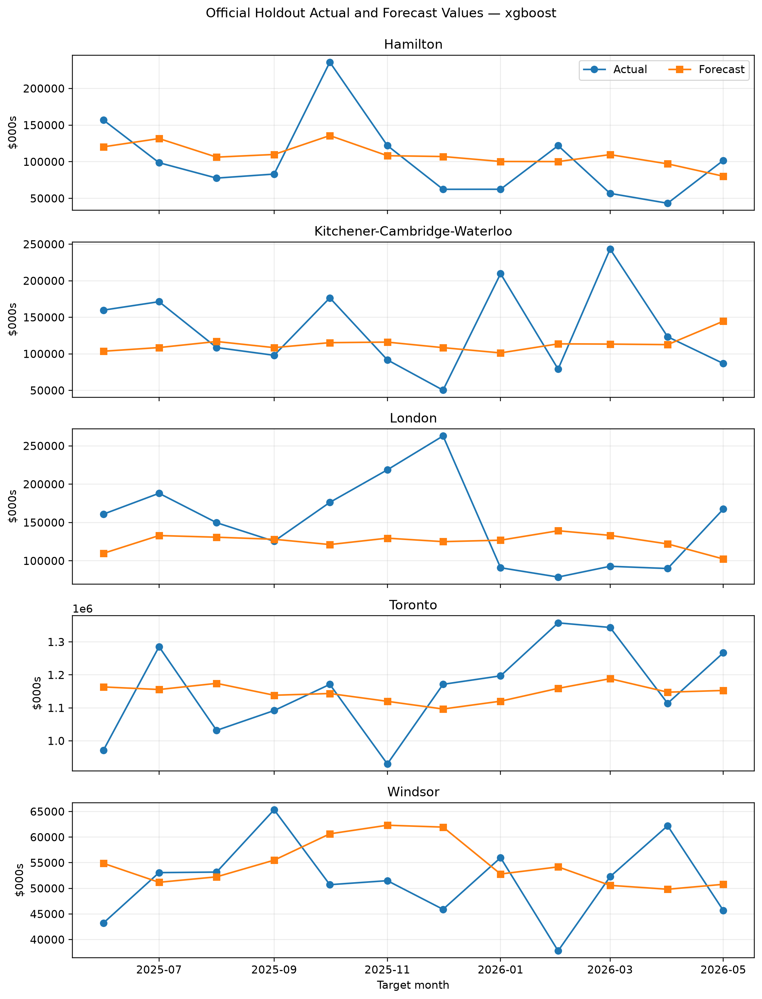 Official Holdout Actual and Forecast Values — xgboost
Hamilton
Actual
Forecast
200000
150000
100000
50000
$000s
Kitchener-Cambridge-Waterloo
250000
200000
150000
100000
50000
$000s
London
250000
200000
150000
100000
$000s
Toronto
1e6
1.3
1.2
1.1
1.0
$000s
Windsor
65000
60000
55000
50000
45000
40000
$000s
2025-07 2025-09 2025-11 2026-01 2026-03 2026-05
Target month